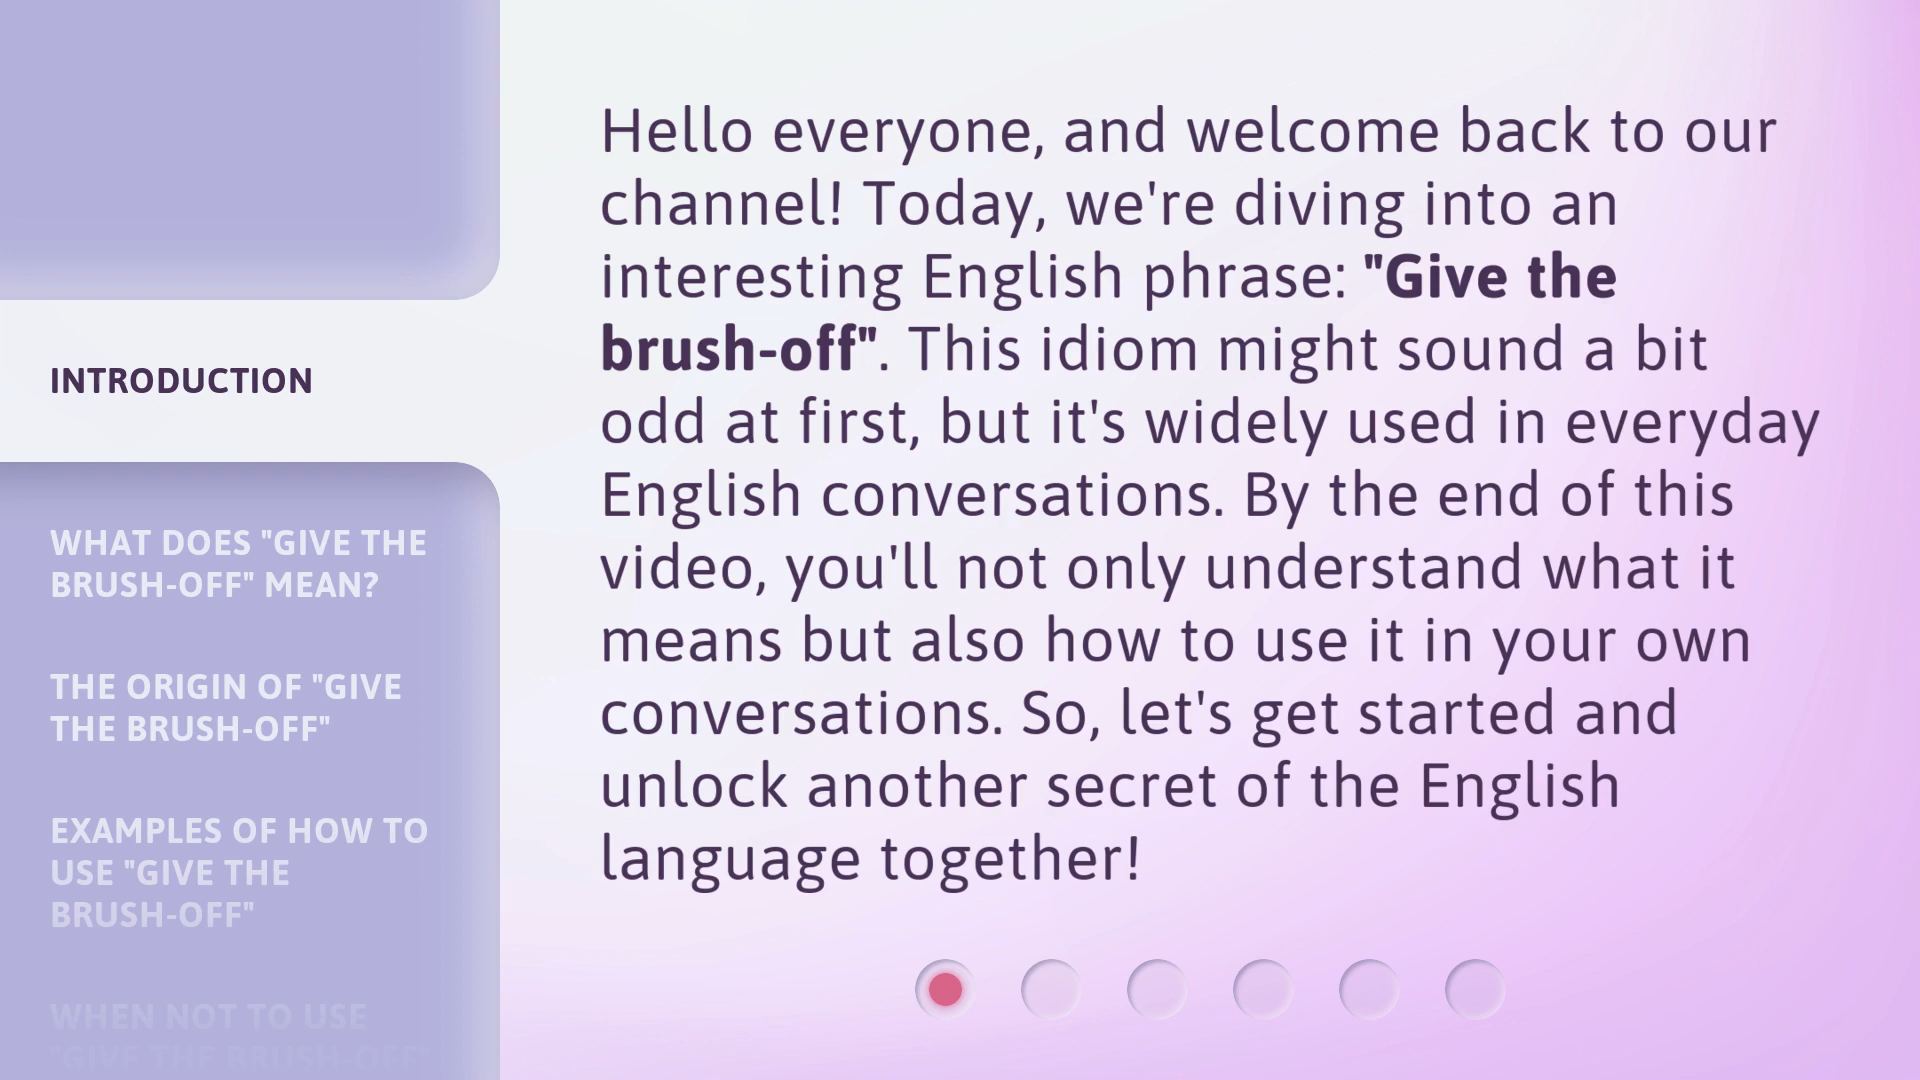 INTRODUCTION
WHAT DOES "GIVE THE
BRUSH-OFF" MEAN?
THE ORIGIN OF "GIVE
THE BRUSH-OFF"
EXAMPLES OF HOW TO
USE "GIVE THE
BRUSH-OFF"
WHEN NOT TO USE
"GIVE THE BRUSH-OFF"
Hello everyone, and welcome back to our
channel! Today, we're diving into an
interesting English phrase: "Give the
brush-off". This idiom might sound a bit
odd at first, but it's widely used in everyday
English conversations. By the end of this
video, you'll not only understand what it
means but also how to use it in your own
conversations. So, let's get started and
unlock another secret of the English
language together!